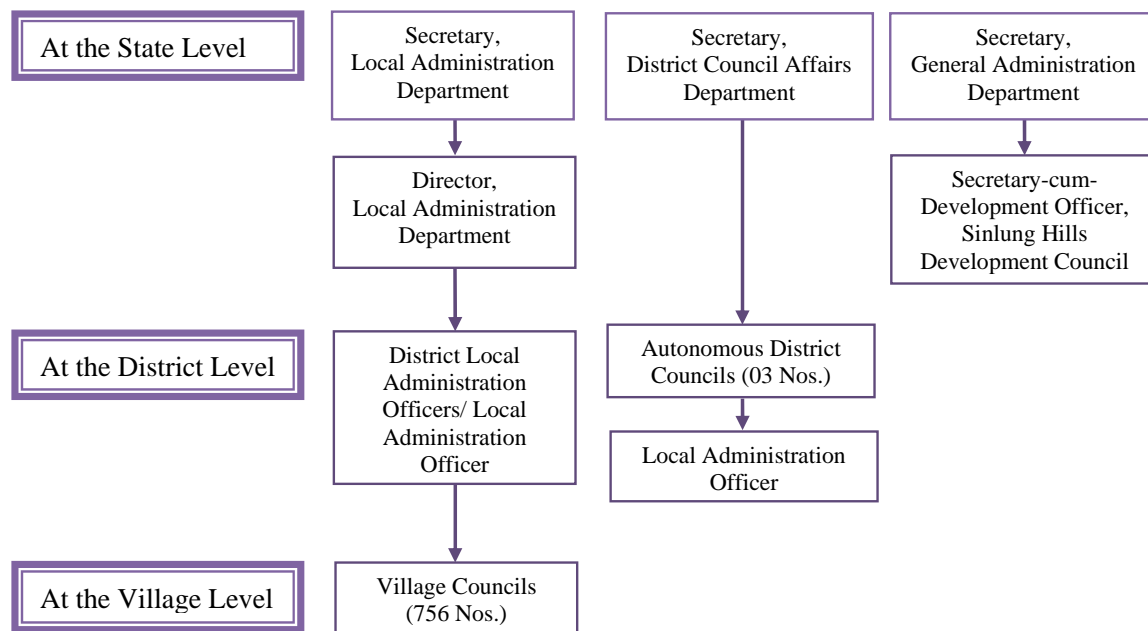 At the State Level
Secretary,
Local Administration
Department
Secretary,
District Council Affairs
Department
Secretary,
General Administration
Department
Director,
Local Administration
Department
Secretary-cum-
Development Officer,
Sinlung Hills
Development Council
At the District Level
District Local
Administration
Officers/ Local
Administration
Officer
Autonomous District
Councils (03 Nos.)
Local Administration
Officer
At the Village Level
Village Councils
(756 Nos.)